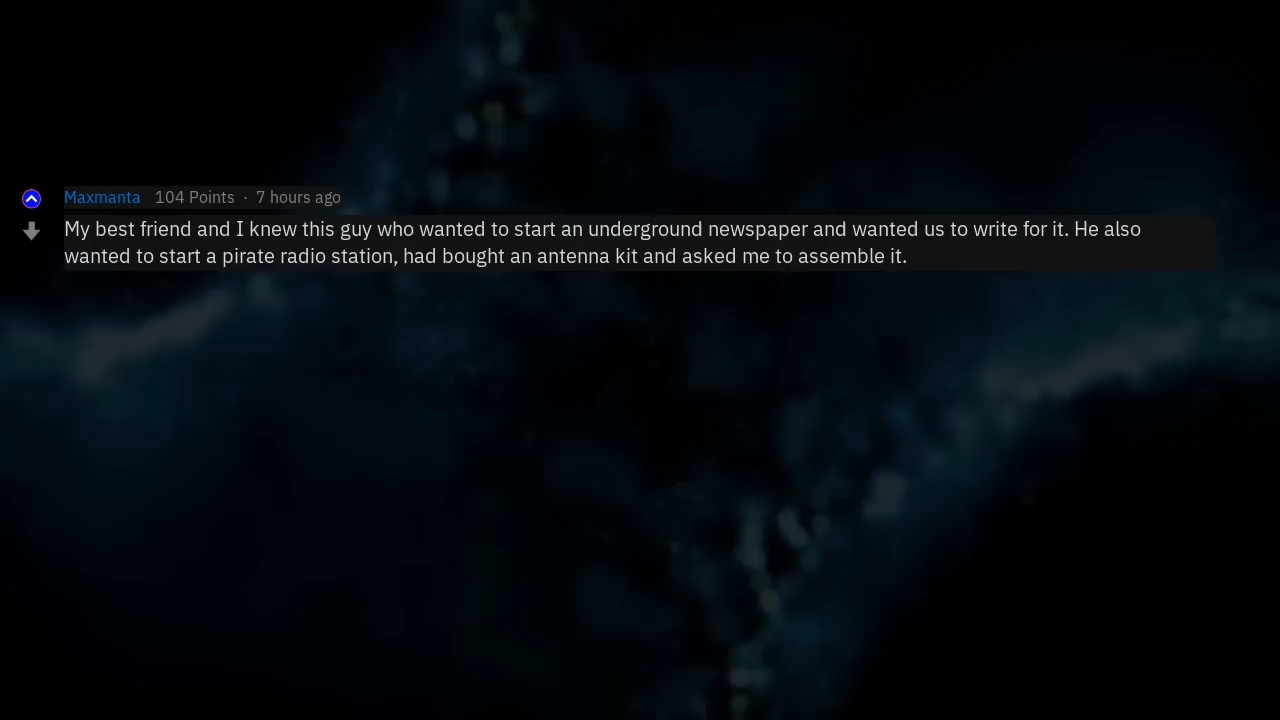 Maxmanta 104 Points · 7 hours ago
My best friend and I knew this guy who wanted to start an underground newspaper and wanted us to write for it. He also
wanted to start a pirate radio station, had bought an antenna kit and asked me to assemble it.